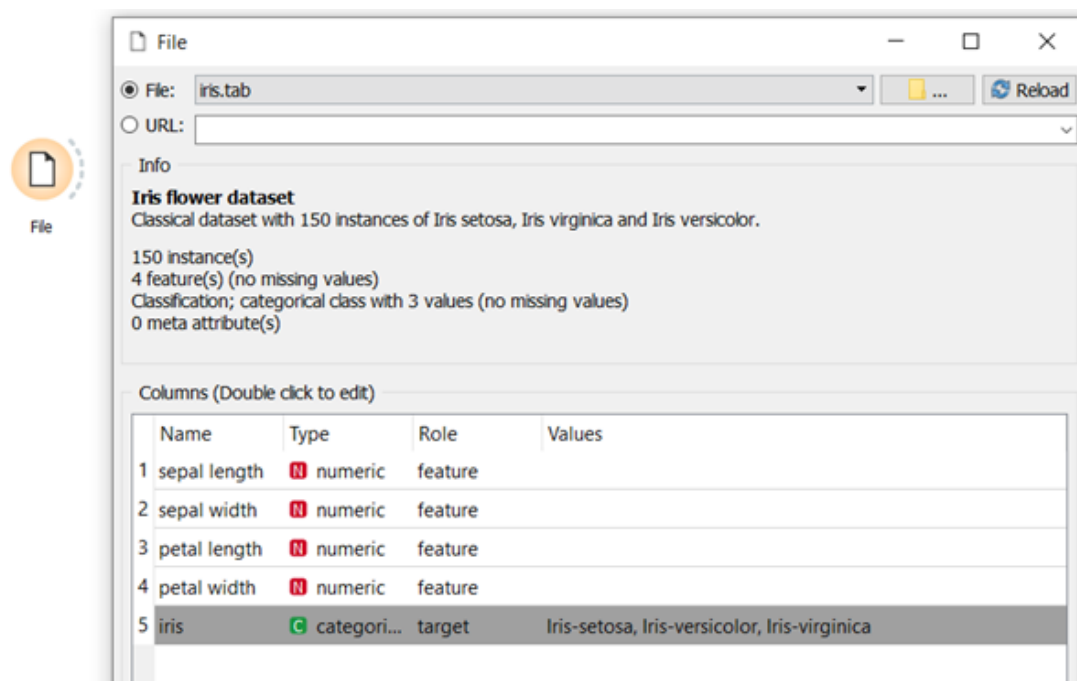 File
File: iris.tab ... Reload
URL:
File
Info
Iris flower dataset
Classical dataset with 150 instances of Iris setosa, Iris virginica and Iris versicolor.
150 instance(s)
4 feature(s) (no missing values)
Classification; categorical class with 3 values (no missing values)
0 meta attribute(s)
Columns (Double click to edit)
Name Type Role Values
1 sepal length N numeric feature
2 sepal width N numeric feature
3 petal length N numeric feature
4 petal width N numeric feature
5 iris C categori... target Iris-setosa, Iris-versicolor, Iris-virginica